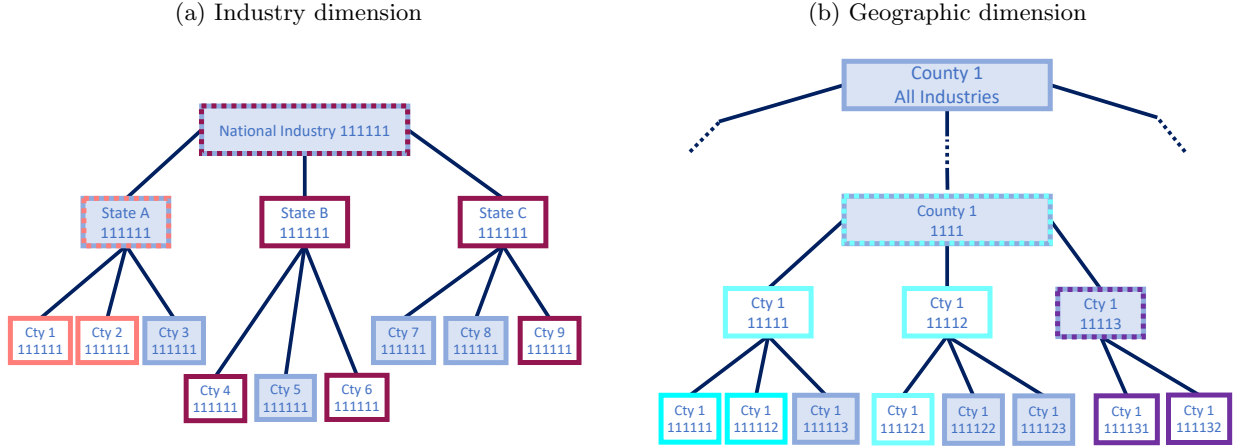 (a) Industry dimension
National Industry 111111
State A
111111
State B
111111
State C
111111
Cty 1
111111
Cty 2
111111
Cty 3
111111
Cty 7
111111
Cty 8
111111
Cty 9
111111
Cty 4
111111
Cty 5
111111
Cty 6
111111
(b) Geographic dimension
County 1
All Industries
County 1
1111
Cty 1
11111
Cty 1
11112
Cty 1
11113
Cty 1
111111
Cty 1
111112
Cty 1
111113
Cty 1
111121
Cty 1
111122
Cty 1
111123
Cty 1
111131
Cty 1
111132